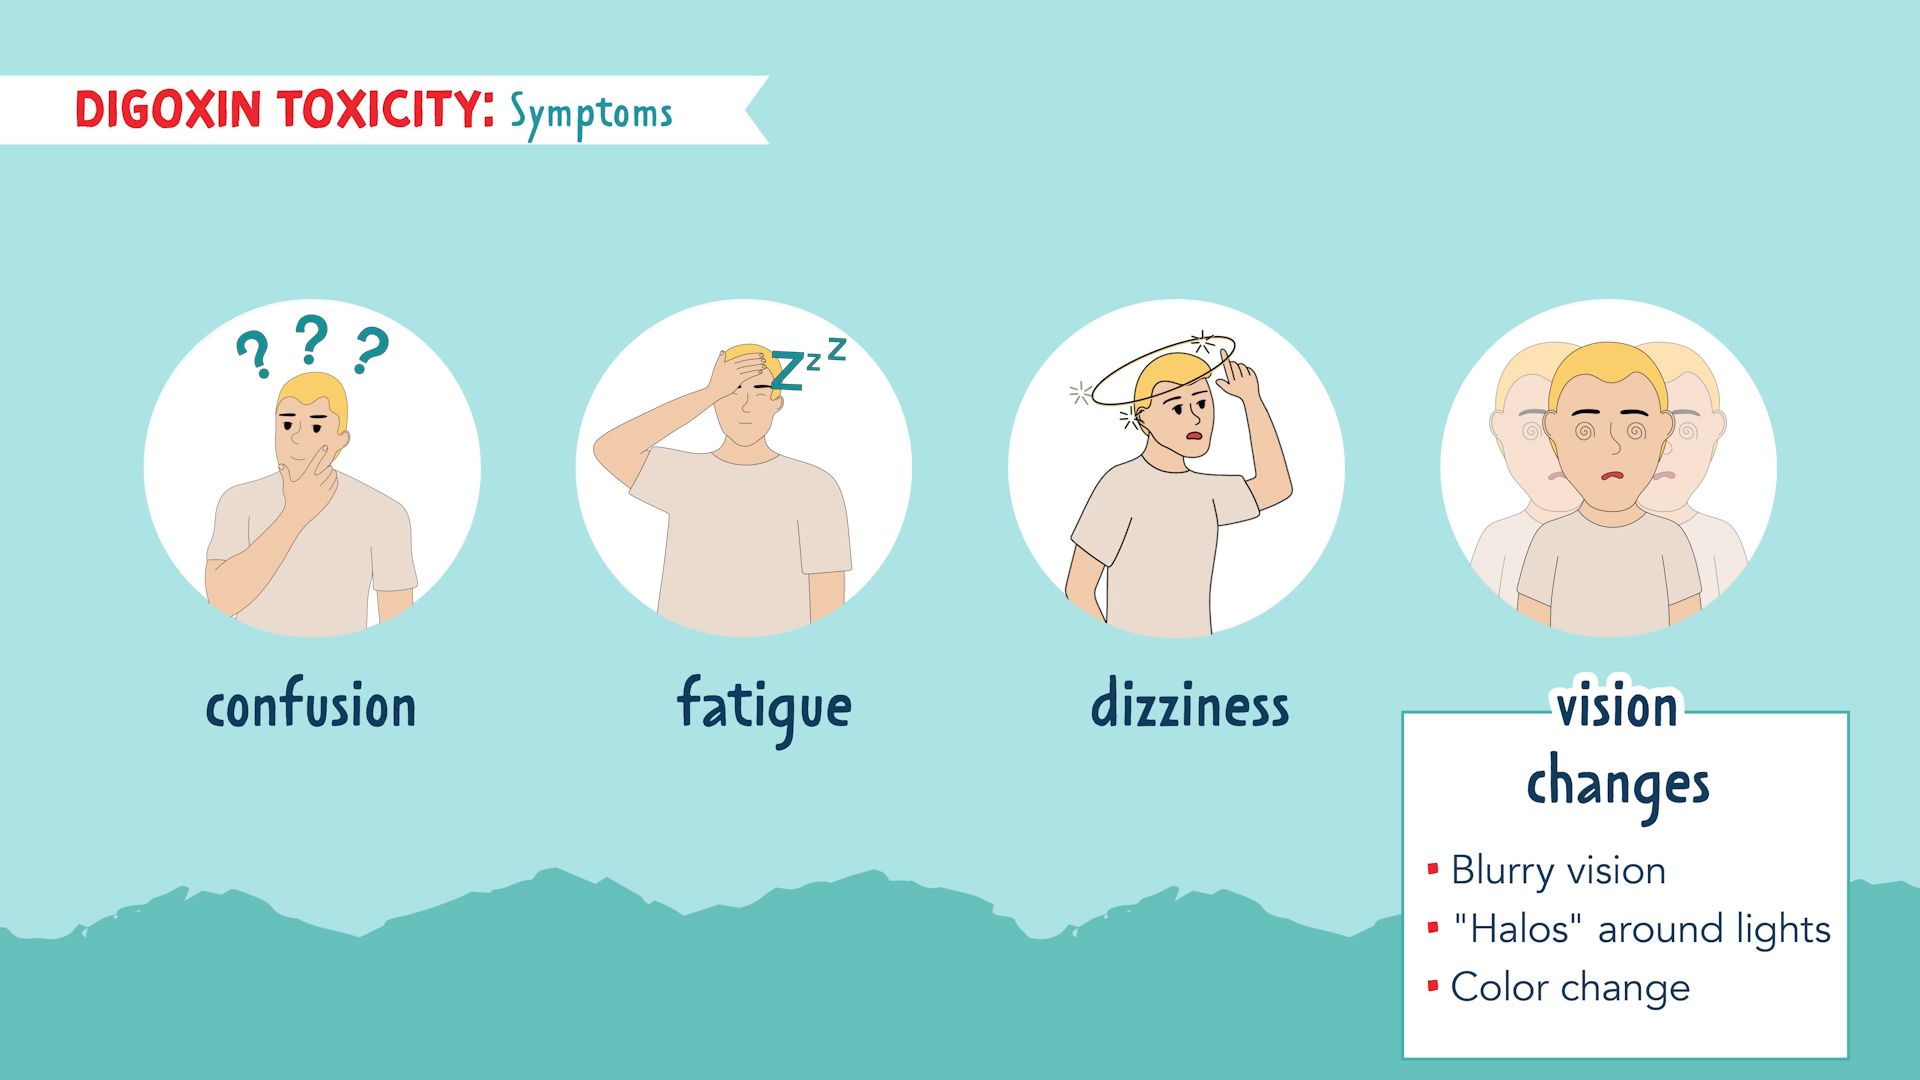 DIGOXIN TOXICITY: Symptoms
? ? ?
Z z z
confusion
fatigue
dizziness
vision
changes
Blurry vision
"Halos" around lights
Color change